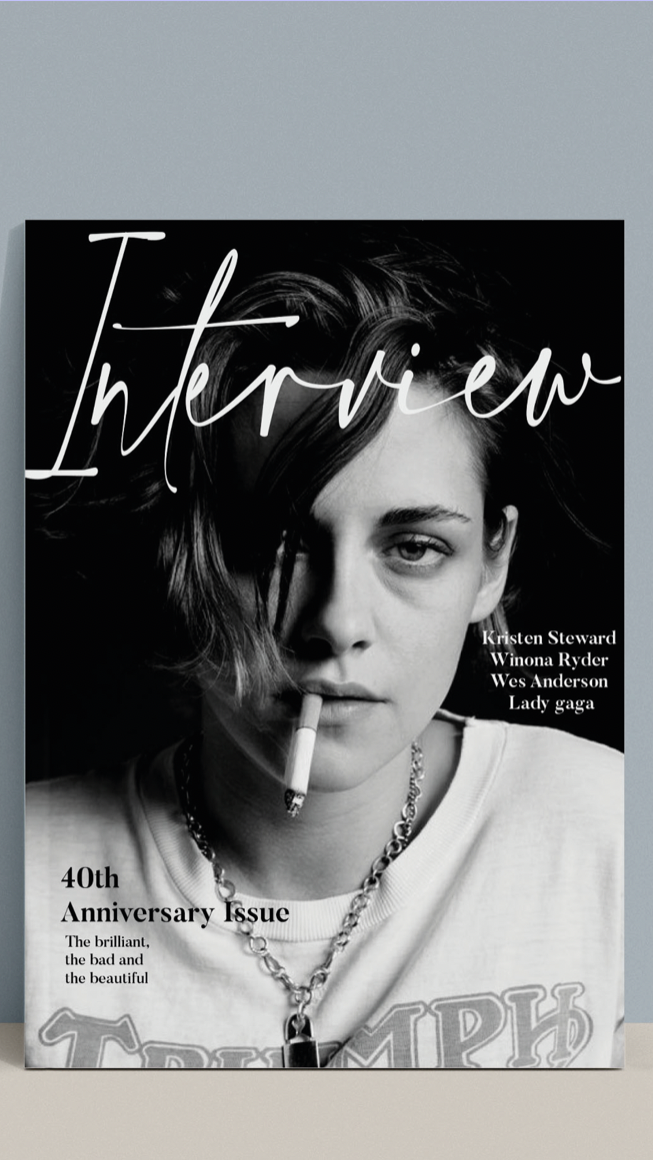 Interview
Kristen Steward
Winona Ryder
Wes Anderson
Lady gaga
40th
Anniversary Issue
The brilliant,
the bad and
the beautiful
TRIUMPH